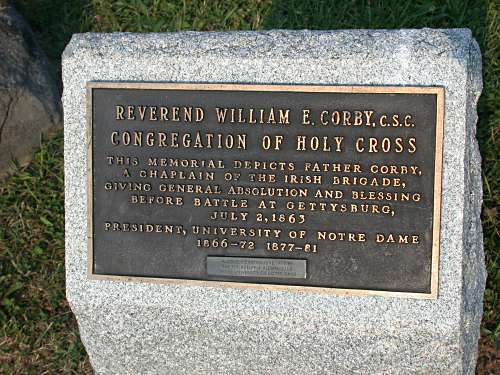 REVEREND WILLIAM E. CORBY, C.S.C.
CONGREGATION OF HOLY CROSS
THIS MEMORIAL DEPICTS FATHER CORBY,
A CHAPLAIN OF THE IRISH BRIGADE,
GIVING GENERAL ABSOLUTION AND BLESSING
BEFORE BATTLE AT GETTYSBURG,
JULY 2, 1863
PRESIDENT, UNIVERSITY OF NOTRE DAME
1866-72 1877-81